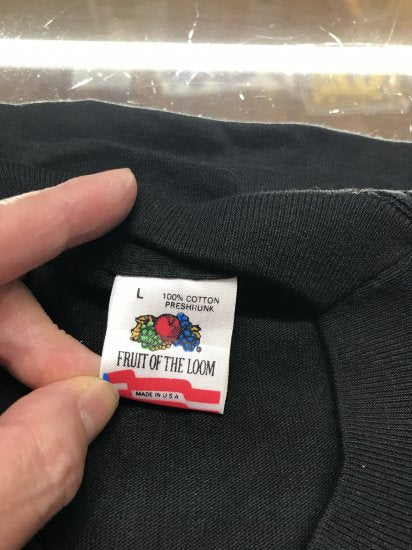 L
100% COTTON
PRESHRUNK
FRUIT OF THE LOOM
MADE IN U.S.A